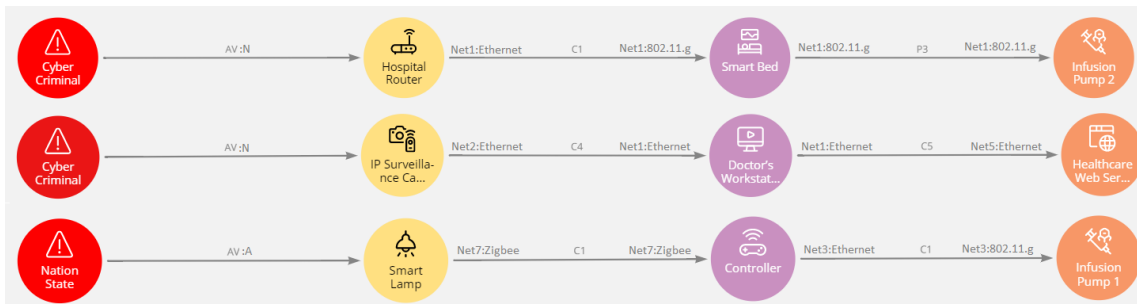 AV:N
Net1:Ethernet C1 Net1:802.11.g
Net1:802.11.g P3 Net1:802.11.g
Cyber
Criminal
Hospital
Router
Smart Bed
Infusion
Pump 2
AV:N
Net2:Ethernet C4 Net1:Ethernet
Net1:Ethernet C5 Net5:Ethernet
Cyber
Criminal
IP Surveilla-
nce Ca...
Doctor's
Workstat...
Healthcare
Web Ser...
AV:A
Net7:Zigbee C1 Net7:Zigbee
Net3:Ethernet C1 Net3:802.11.g
Nation
State
Smart
Lamp
Controller
Infusion
Pump 1